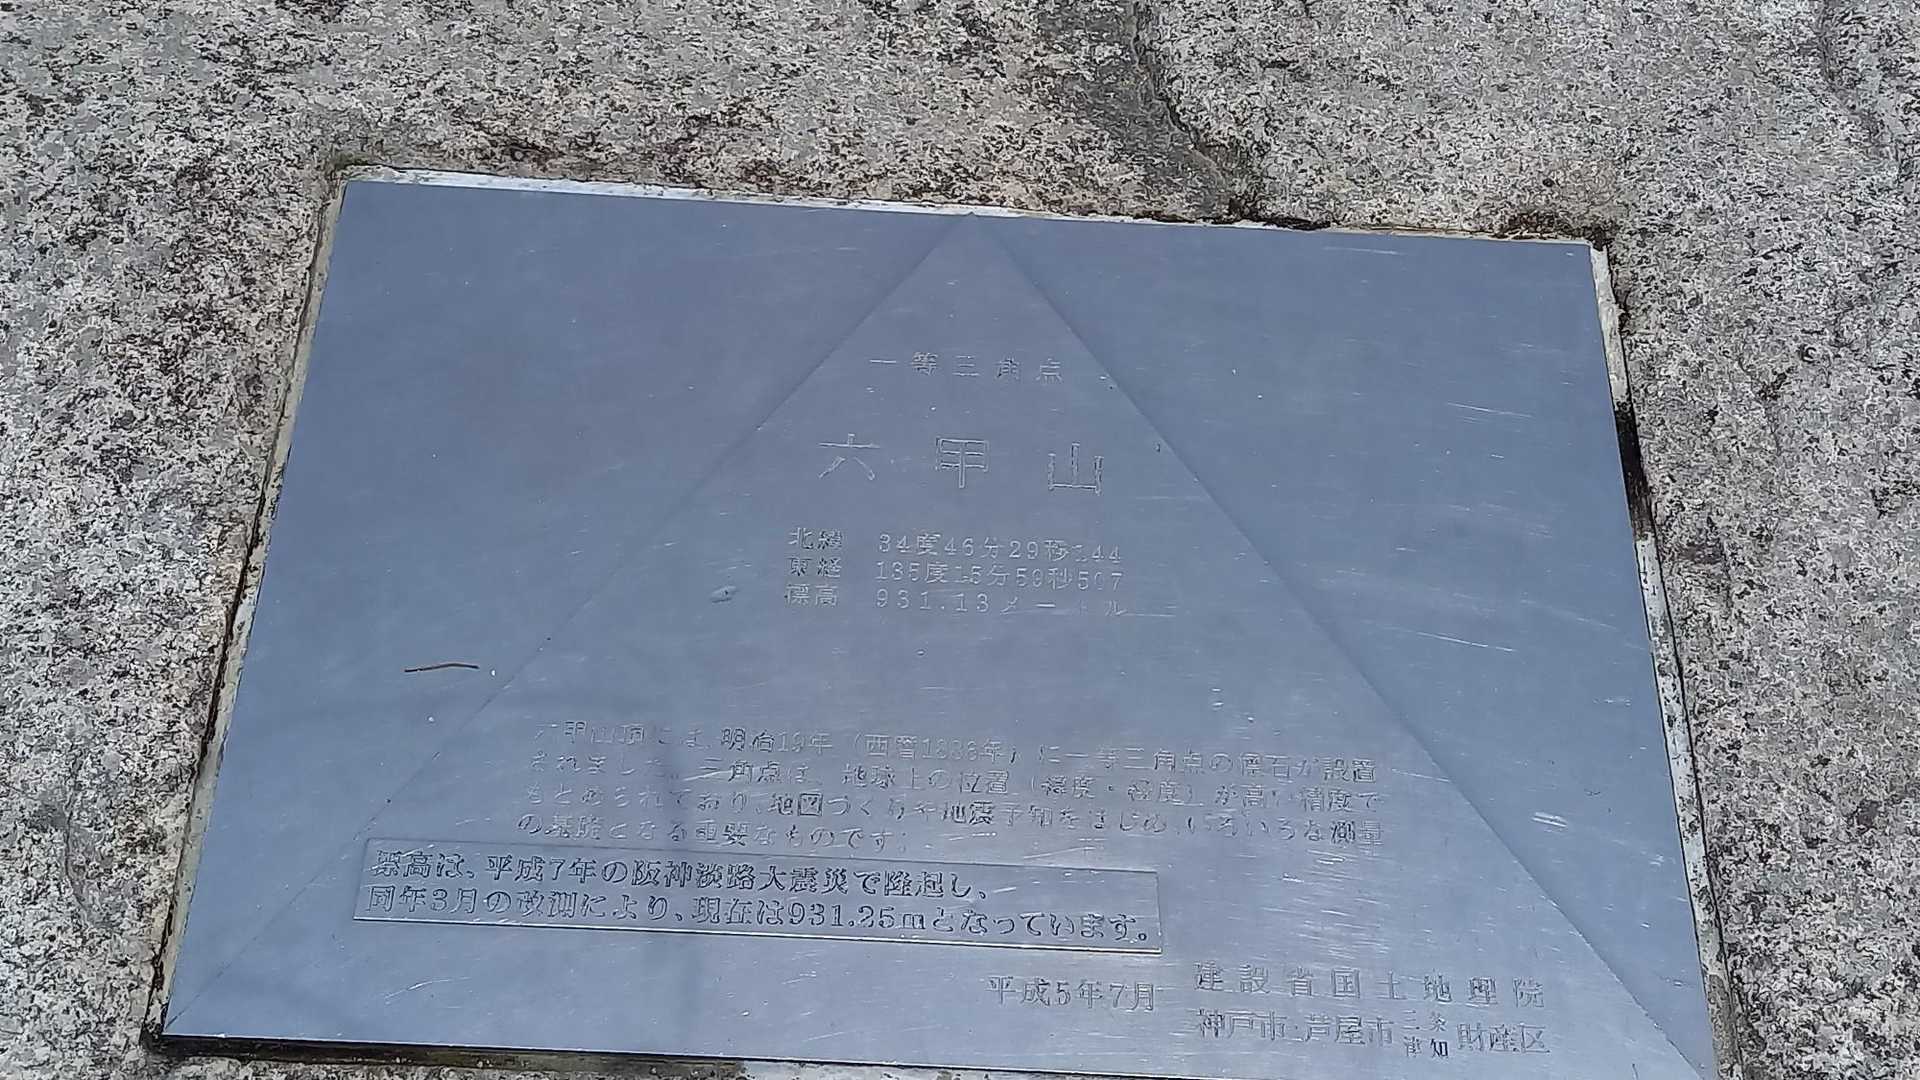 一等三角点
六甲山
北緯 34度46分29秒144
東経 135度15分59秒507
標高 931.13メートル
六甲山頂には、明治19年（西暦1886年）に一等三角点の標石が設置
されました。三角点は、地球上の位置（緯度・経度）が高い精度で
もとめられており、地図づくりや地震予知をはじめ、いろいろな測量
の基礎となる重要なものです。
標高は、平成7年の阪神淡路大震災で隆起し、
同年3月の改測により、現在は931.25mとなっています。
平成5年7月 建設省国土地理院
神戸市・芦屋市三条津知財産区